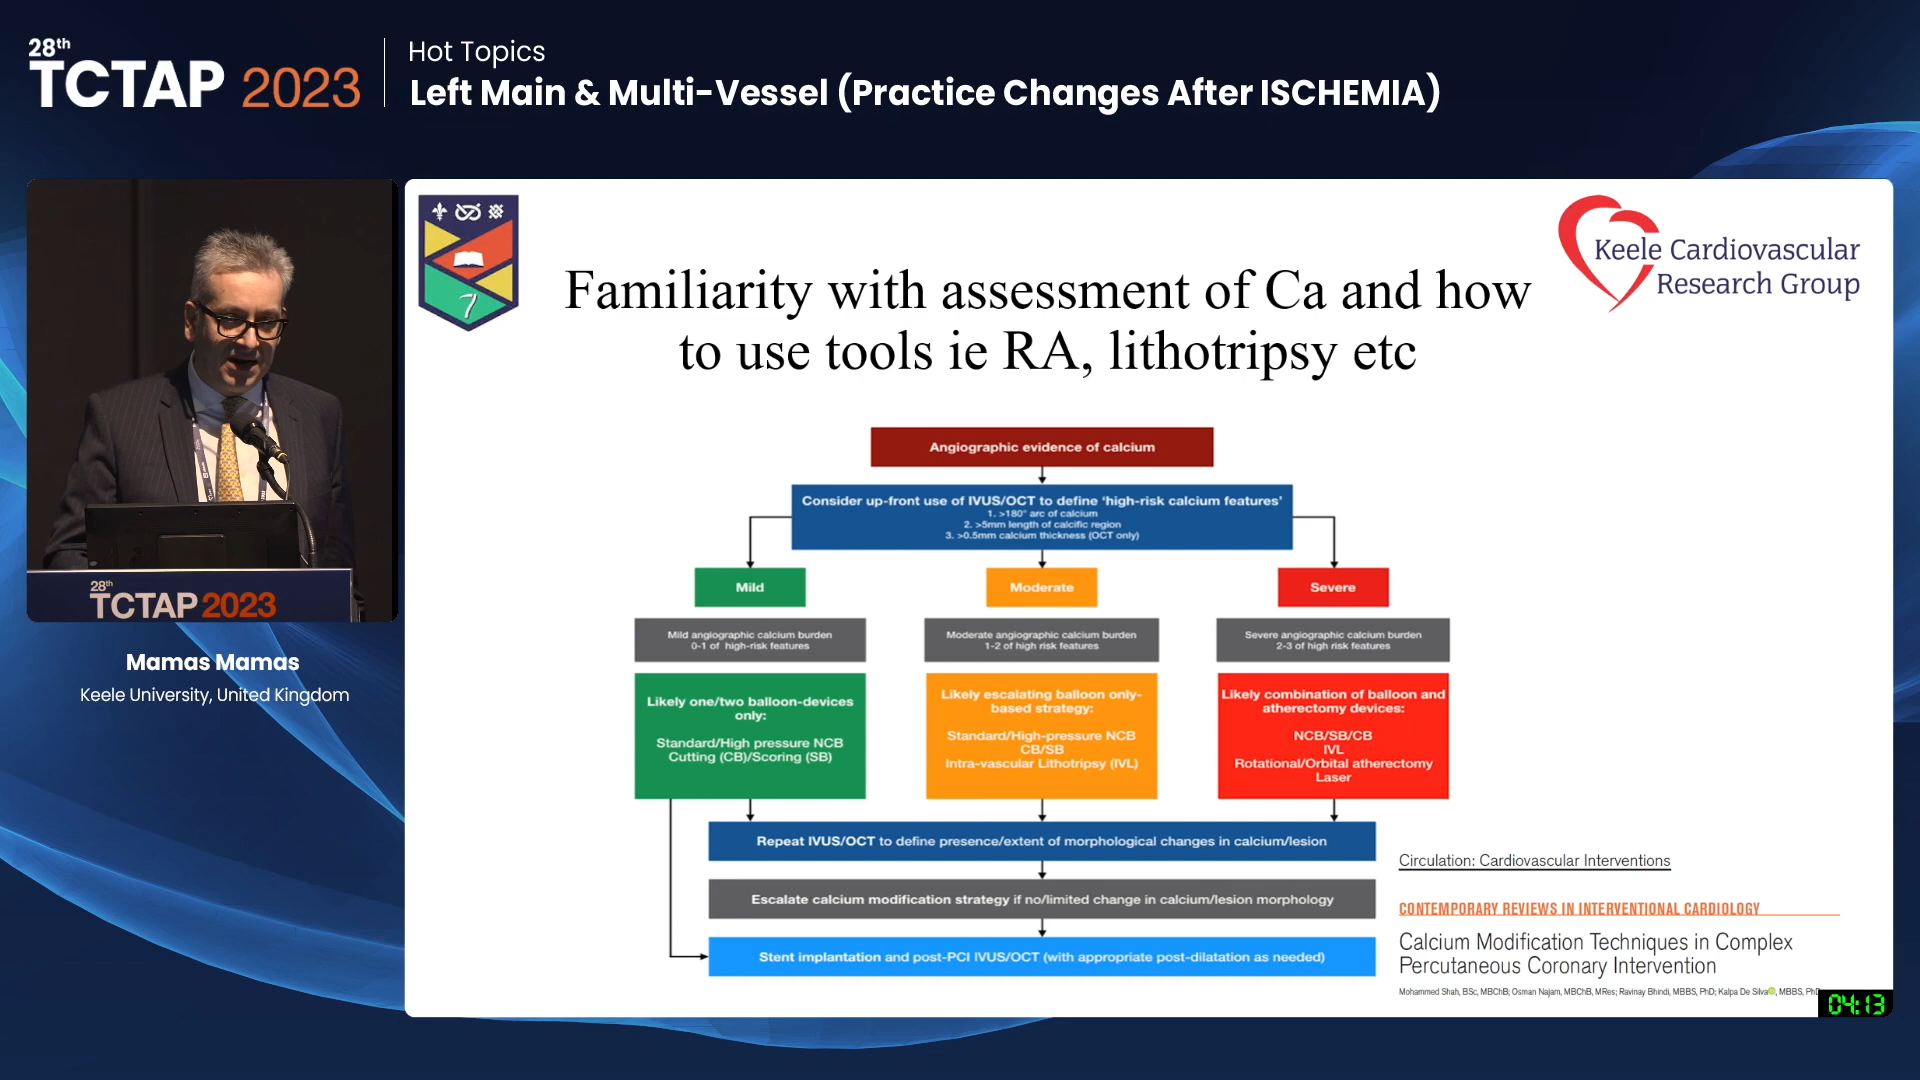 28th
TCTAP 2023
Hot Topics
Left Main & Multi-Vessel (Practice Changes After ISCHEMIA)
28th
TCTAP 2023
Mamas Mamas
Keele University, United Kingdom
Keele Cardiovascular
Research Group
Familiarity with assessment of Ca and how
to use tools ie RA, lithotripsy etc
Angiographic evidence of calcium
Consider up-front use of IVUS/OCT to define ‘high-risk calcium features’
1. >180° arc of calcium
2. >5mm length of calcific region
3. >0.5mm calcium thickness (OCT only)
Mild
Moderate
Severe
Mild angiographic calcium burden
0-1 of high-risk features
Moderate angiographic calcium burden
1-2 of high risk features
Severe angiographic calcium burden
2-3 of high risk features
Likely one/two balloon-devices
only:
Standard/High pressure NCB
Cutting (CB)/Scoring (SB)
Likely escalating balloon only-
based strategy:
Standard/High-pressure NCB
CB/SB
Intra-vascular Lithotripsy (IVL)
Likely combination of balloon and
atherectomy devices:
NCB/SB/CB
IVL
Rotational/Orbital atherectomy
Laser
Repeat IVUS/OCT to define presence/extent of morphological changes in calcium/lesion
Escalate calcium modification strategy if no/limited change in calcium/lesion morphology
Stent implantation and post-PCI IVUS/OCT (with appropriate post-dilatation as needed)
Circulation: Cardiovascular Interventions
CONTEMPORARY REVIEWS IN INTERVENTIONAL CARDIOLOGY
Calcium Modification Techniques in Complex
Percutaneous Coronary Intervention
Mohammed Shah, BSc, MBChB; Osman Najam, MBChB, MRes; Ravinay Bhindi, MBBS, PhD; Kalpa De Silva, MBBS, PhD
04:13